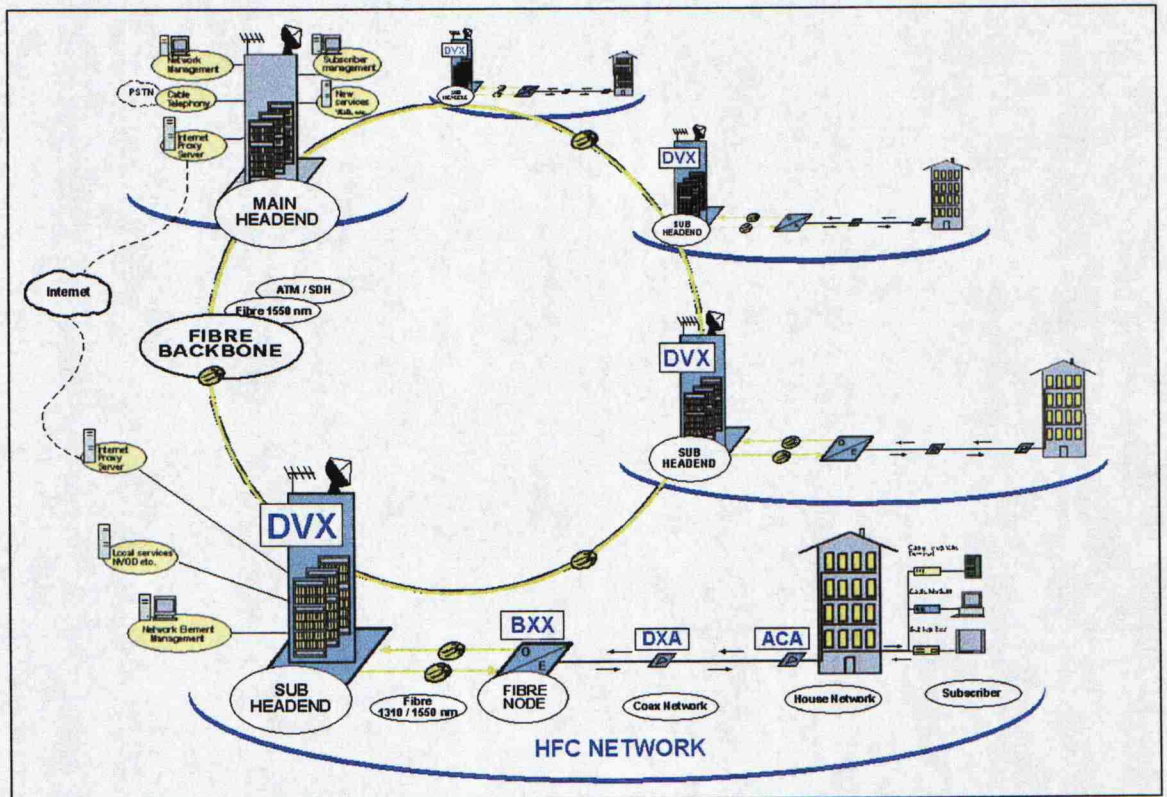 Network
Management
Subscriber
management
PSTN
Cable
Telephony
New
services
Internet
Proxy
Server
MAIN
HEADEND
DVX
SUB
HEADEND
DVX
SUB
HEADEND
Internet
ATM / SDH
Fibre 1550 nm
FIBRE
BACKBONE
DVX
SUB
HEADEND
O
E
Internet
Proxy
Server
Local services
NVOD etc.
Network Element
Management
DVX
SUB
HEADEND
Fibre
1310 / 1550 nm
BXX
O
E
FIBRE
NODE
DXA
Coax Network
ACA
House Network
Subscriber
HFC NETWORK